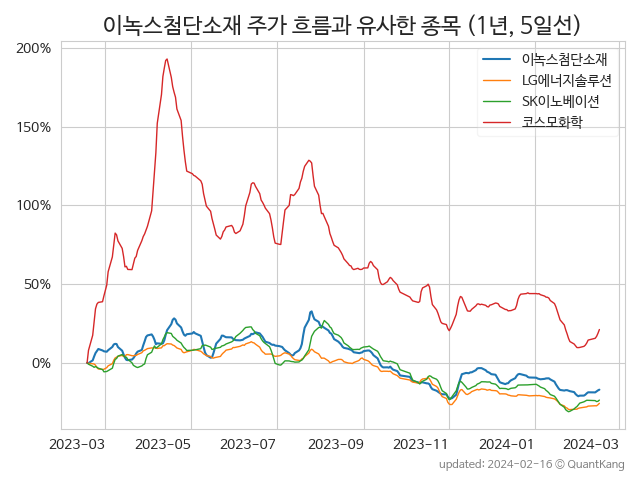 이녹스첨단소재 주가 흐름과 유사한 종목 (1년, 5일선)
200%
150%
100%
50%
0%
이녹스첨단소재
LG에너지솔루션
SK이노베이션
코스모화학
2023-03 2023-05 2023-07 2023-09 2023-11 2024-01 2024-03
updated: 2024-02-16 © QuantKang